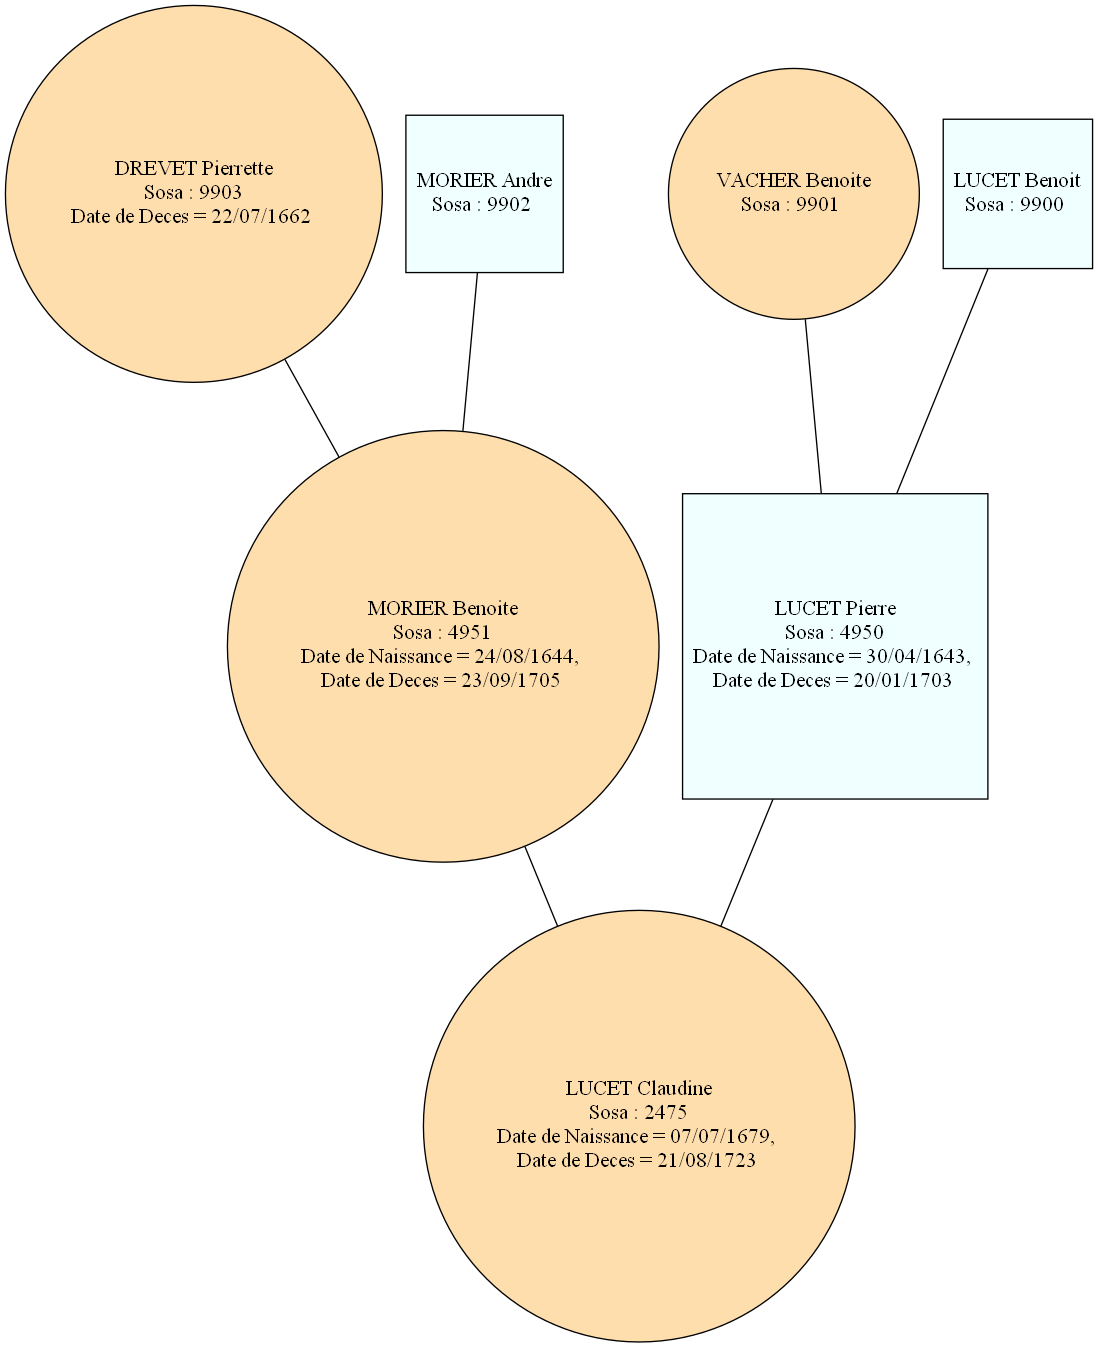 DREVET Pierrette
Sosa : 9903
Date de Deces = 22/07/1662
MORIER Andre
Sosa : 9902
VACHER Benoite
Sosa : 9901
LUCET Benoit
Sosa : 9900
MORIER Benoite
Sosa : 4951
Date de Naissance = 24/08/1644,
Date de Deces = 23/09/1705
LUCET Pierre
Sosa : 4950
Date de Naissance = 30/04/1643,
Date de Deces = 20/01/1703
LUCET Claudine
Sosa : 2475
Date de Naissance = 07/07/1679,
Date de Deces = 21/08/1723